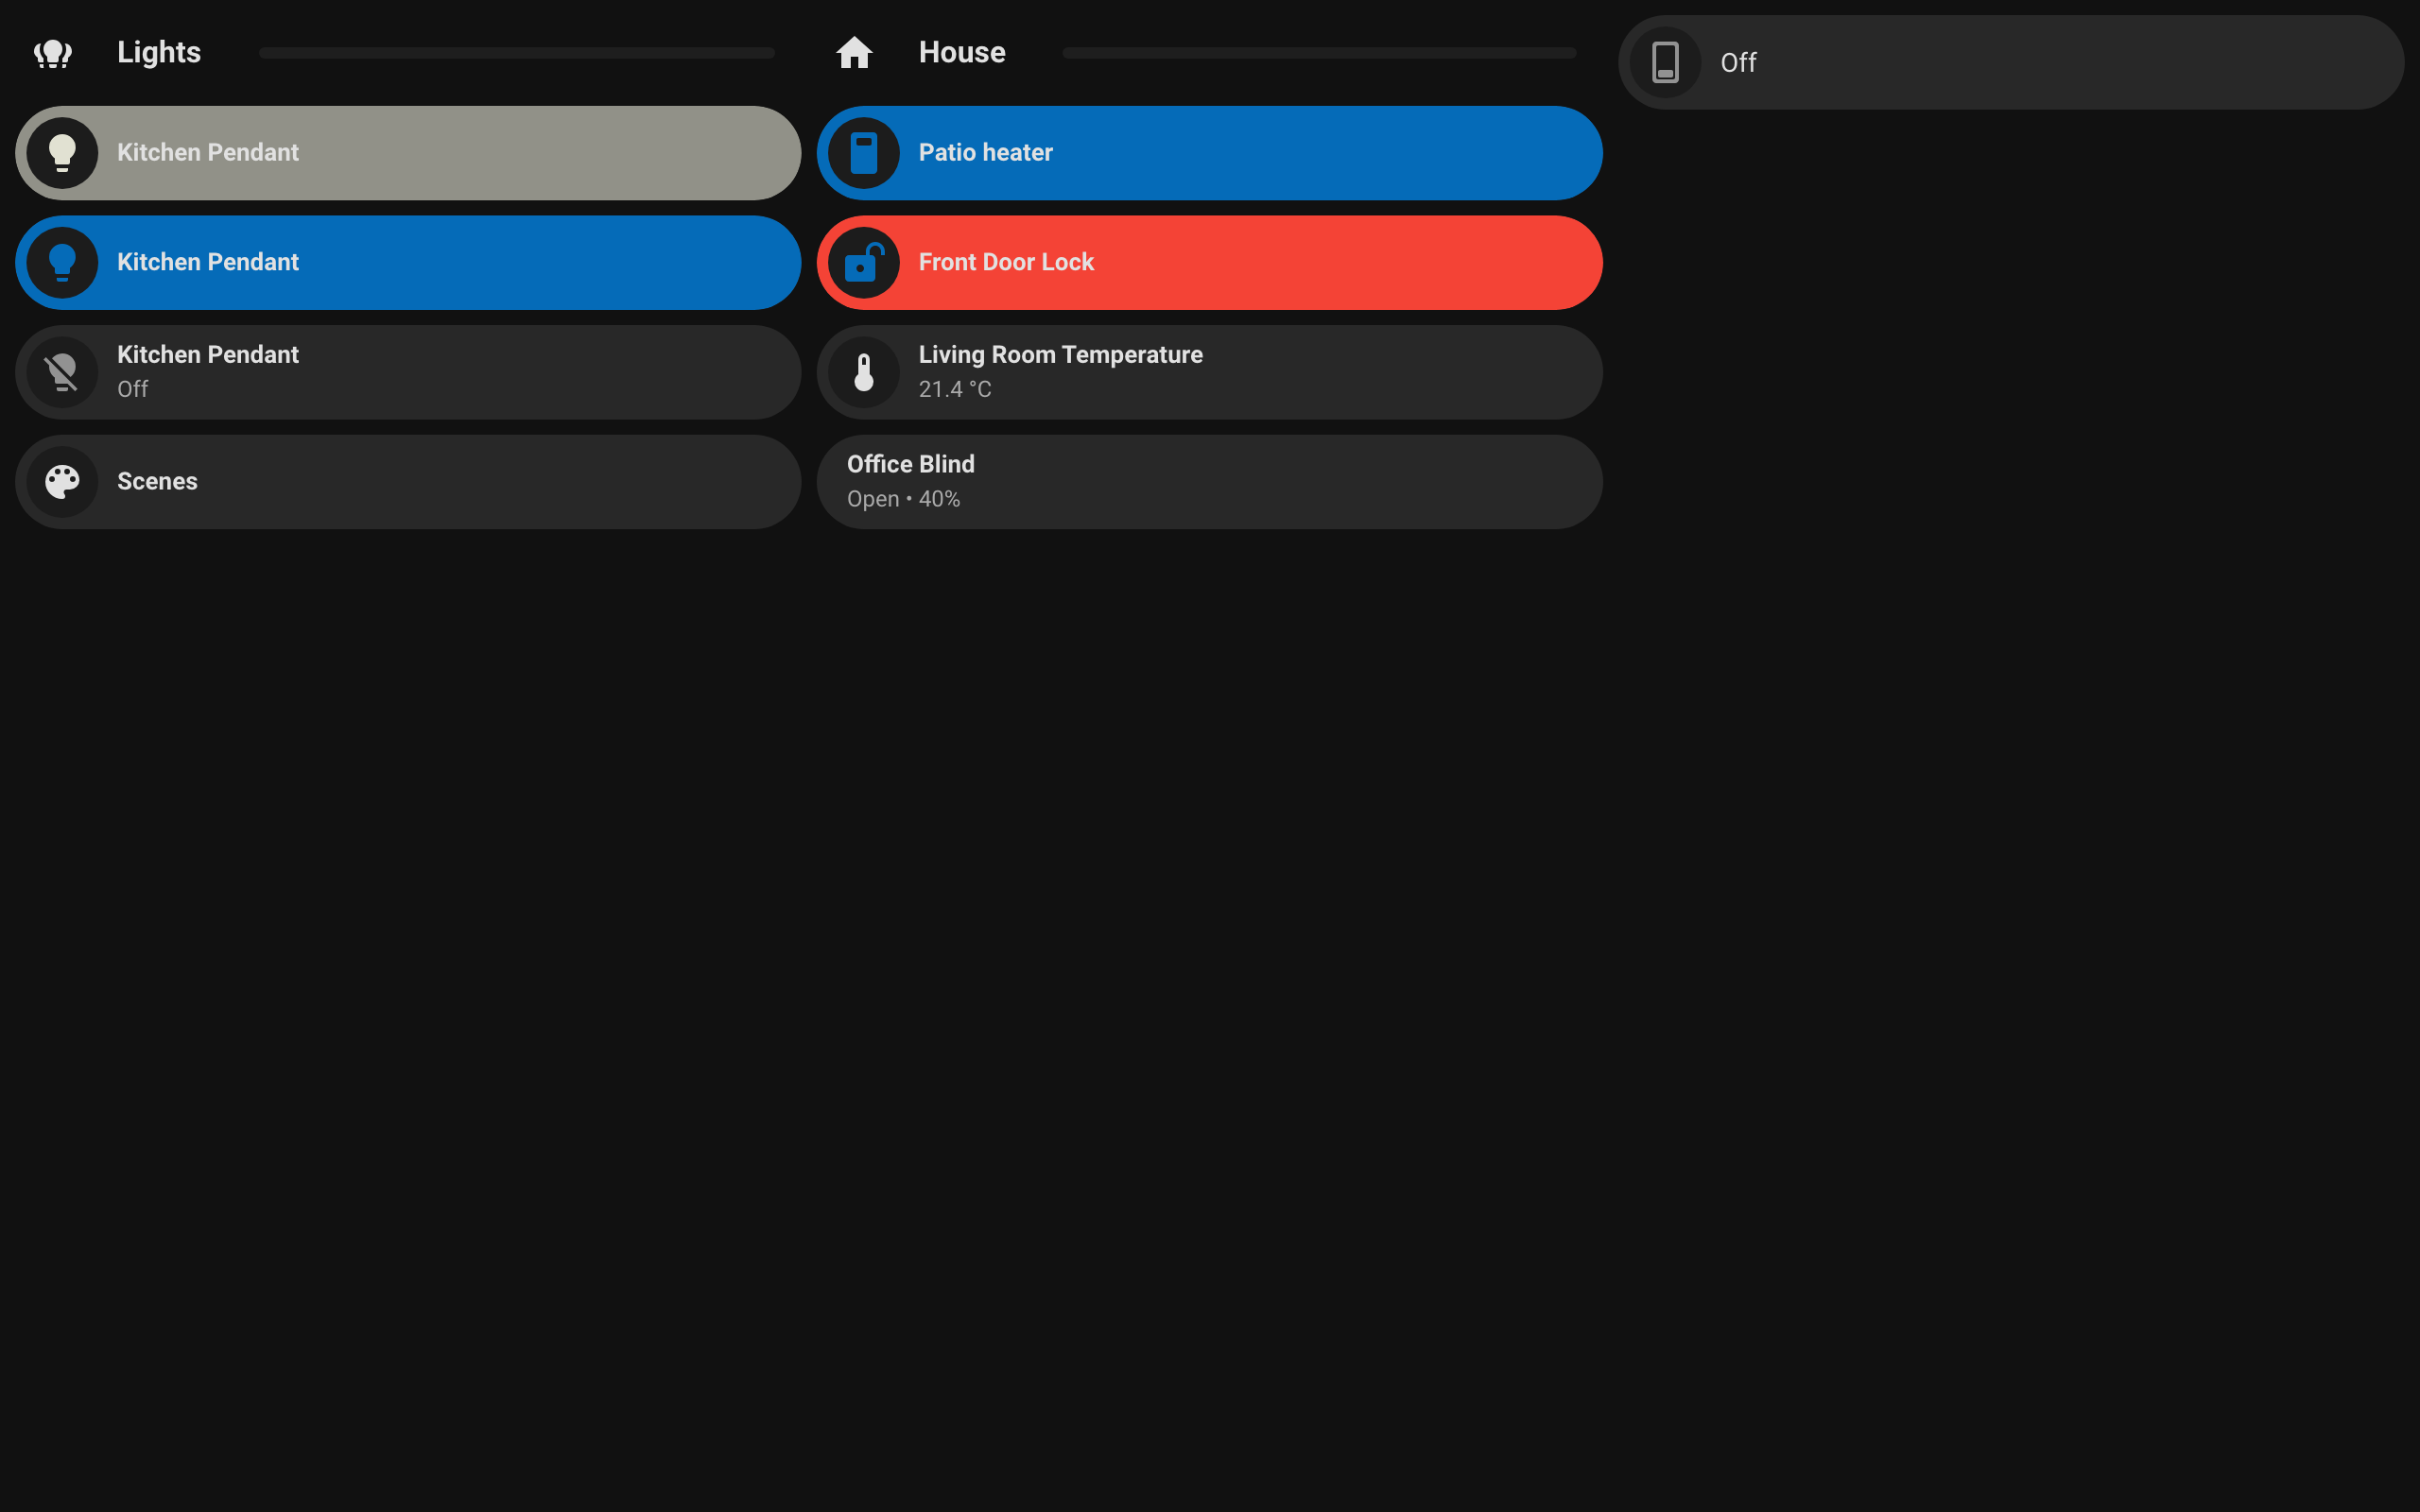 Lights
Kitchen Pendant
Kitchen Pendant
Kitchen Pendant
Off
Scenes
House
Patio heater
Front Door Lock
Living Room Temperature
21.4 °C
Office Blind
Open • 40%
Off